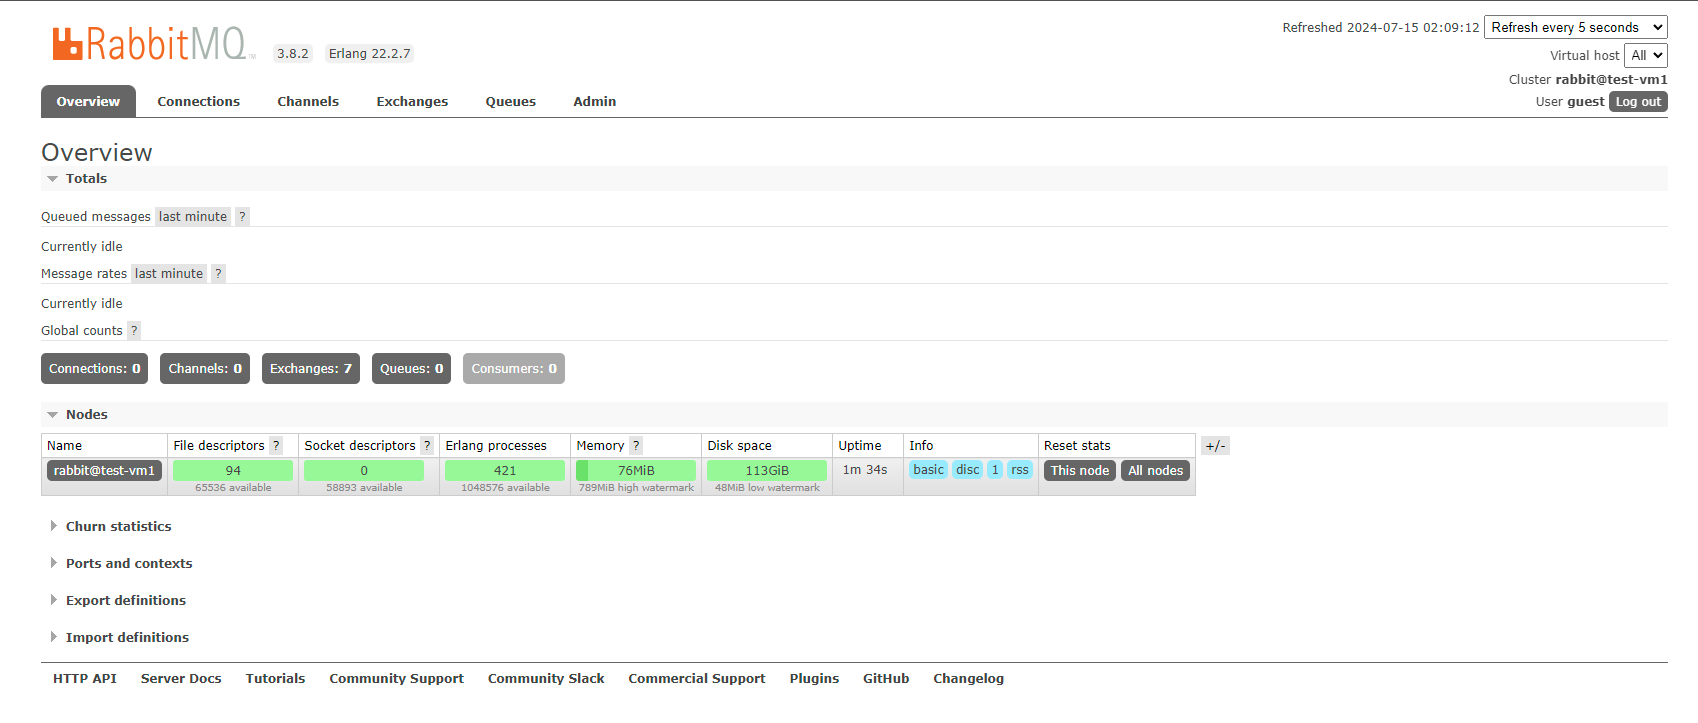 RabbitMQ™ 3.8.2 Erlang 22.2.7
Refreshed 2024-07-15 02:09:12 Refresh every 5 seconds
Virtual host All
Cluster rabbit@test-vm1
User guest Log out
Overview Connections Channels Exchanges Queues Admin
Overview
Totals
Queued messages last minute ?
Currently idle
Message rates last minute ?
Currently idle
Global counts ?
Connections: 0 Channels: 0 Exchanges: 7 Queues: 0 Consumers: 0
Nodes
Name File descriptors ? Socket descriptors ? Erlang processes Memory ? Disk space Uptime Info Reset stats +/-
rabbit@test-vm1 94 0 421 76MiB 113GiB 1m 34s basic disc 1 rss This node All nodes
65536 available 58893 available 1048576 available 789MiB high watermark 48MiB low watermark
Churn statistics
Ports and contexts
Export definitions
Import definitions
HTTP API Server Docs Tutorials Community Support Community Slack Commercial Support Plugins GitHub Changelog